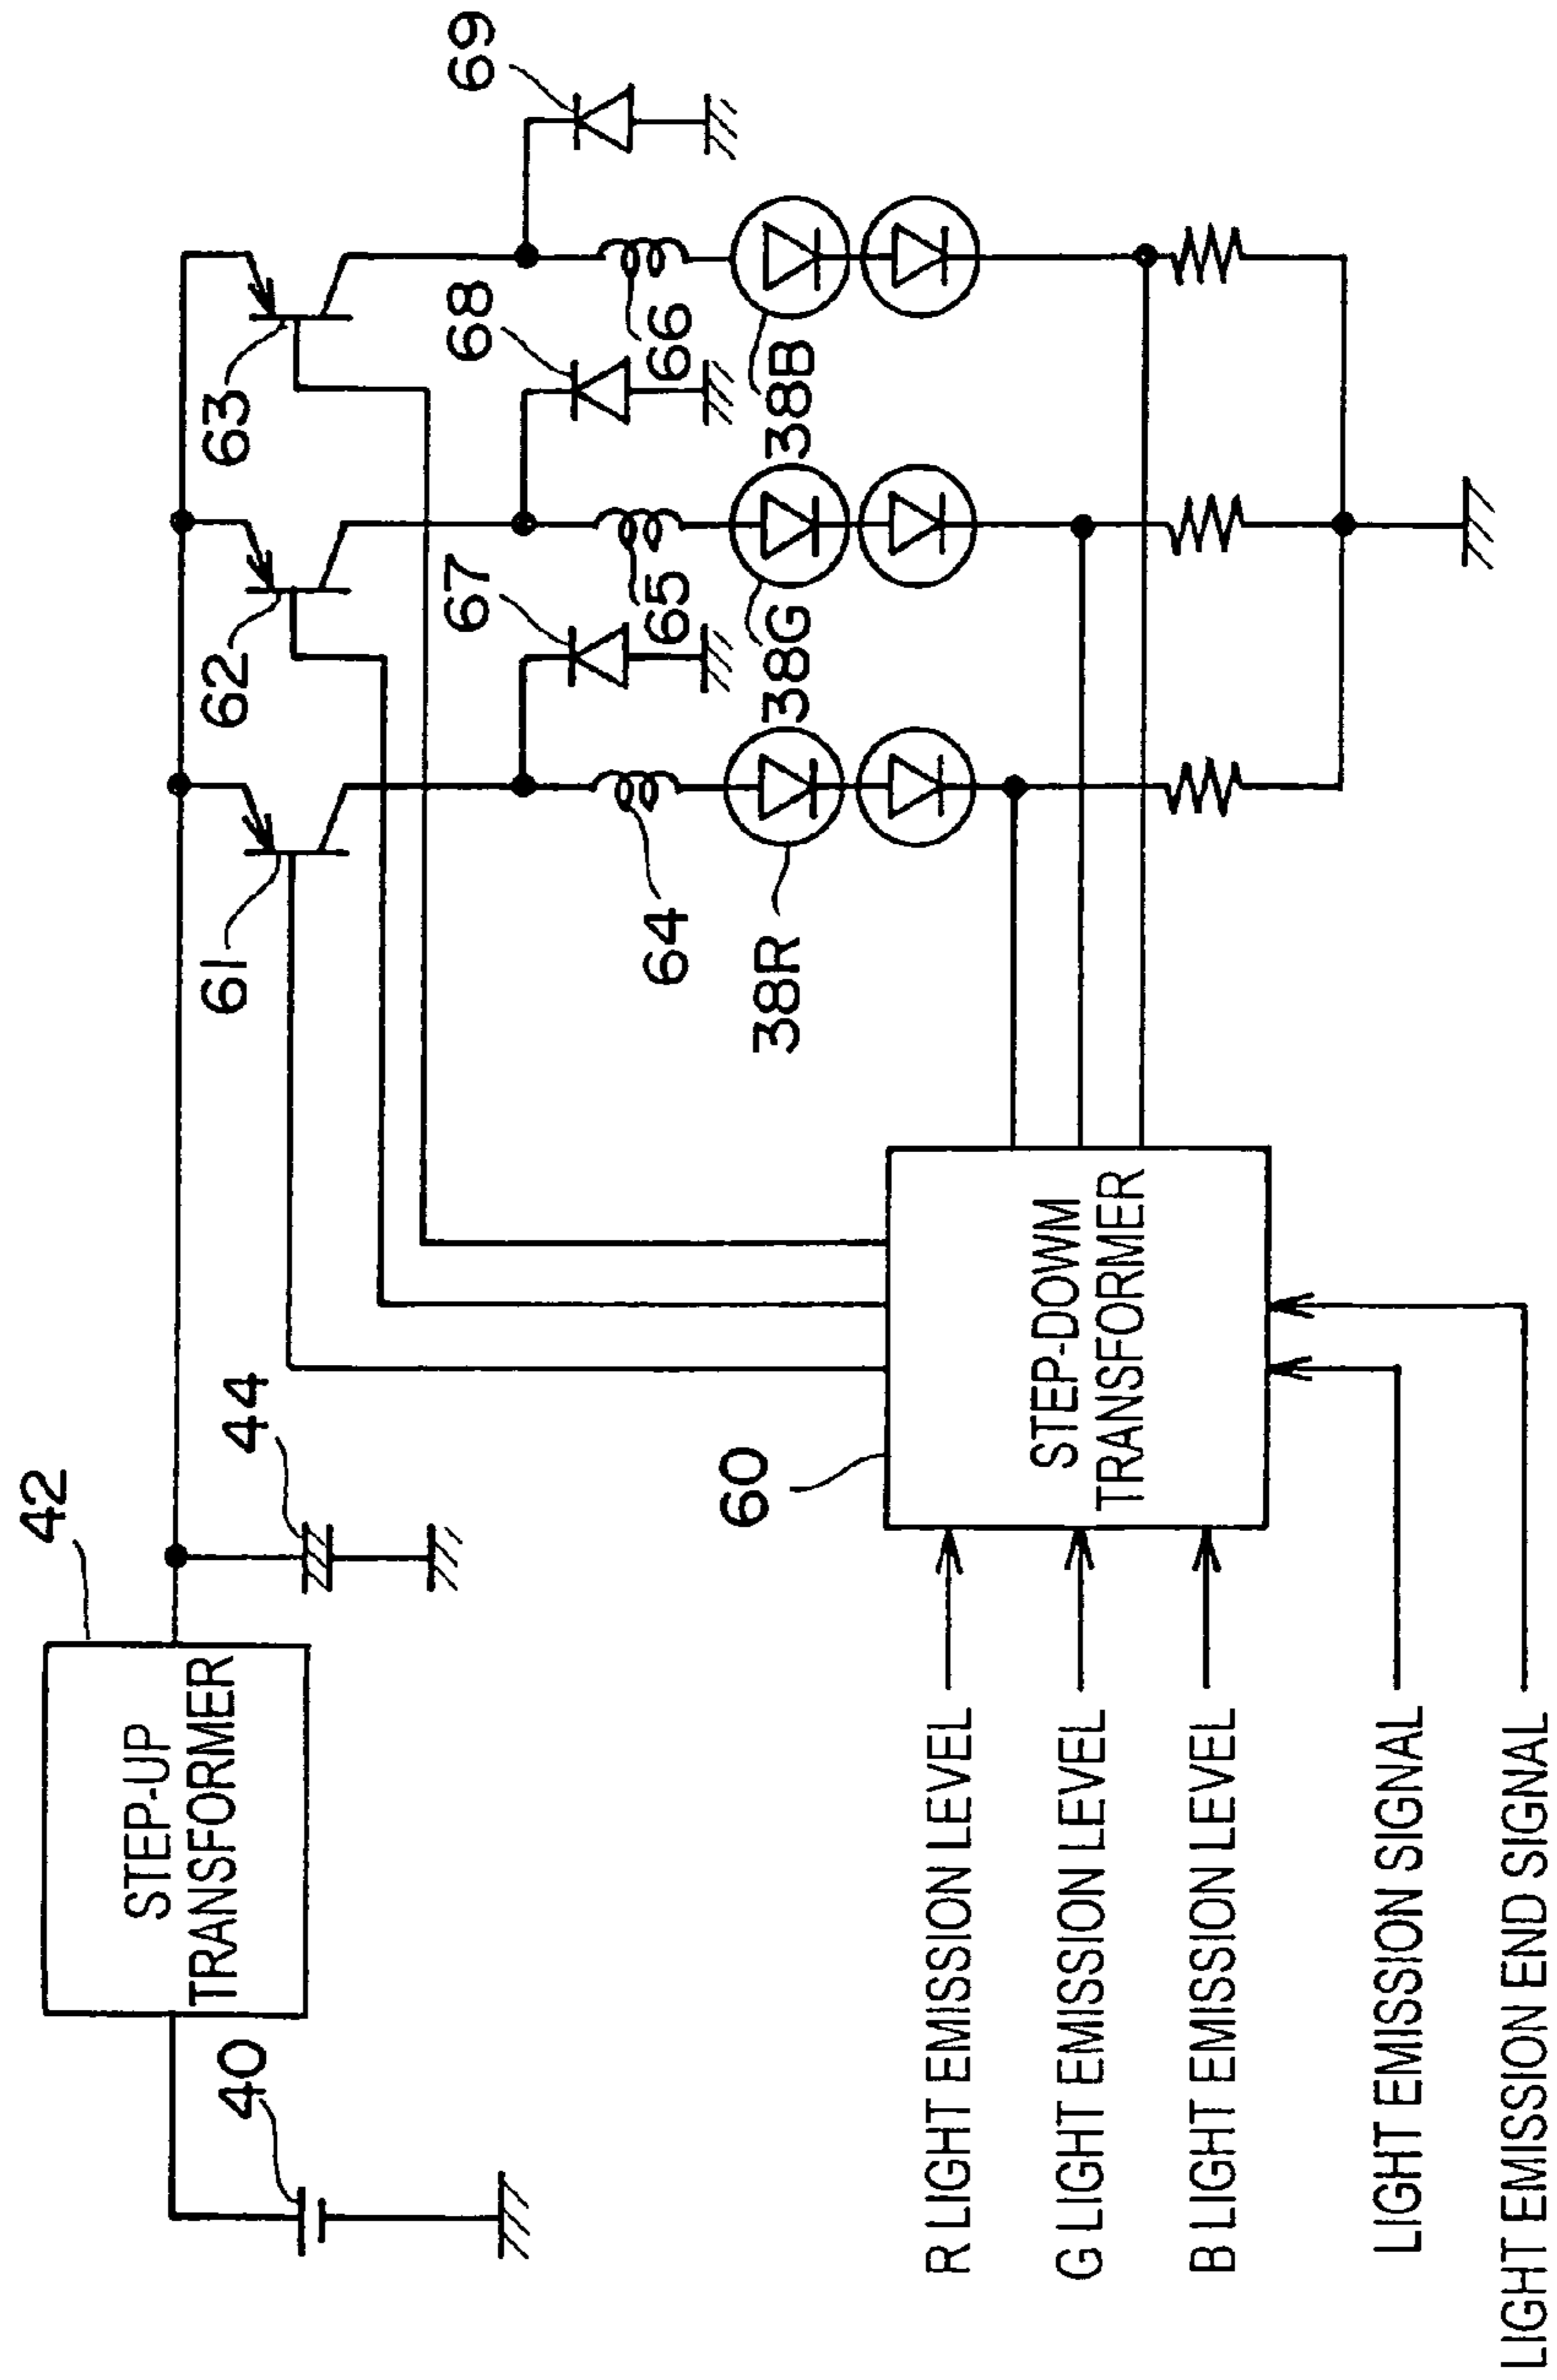 42
STEP-UP
TRANSFORMER
40
44
61
62
63
67
68
69
64
65
66
38R
38G
38B
60
STEP-DOWM
TRANSFORMER
R LIGHT EMISSION LEVEL
G LIGHT EMISSION LEVEL
B LIGHT EMISSION LEVEL
LIGHT EMISSION SIGNAL
LIGHT EMISSION END SIGNAL